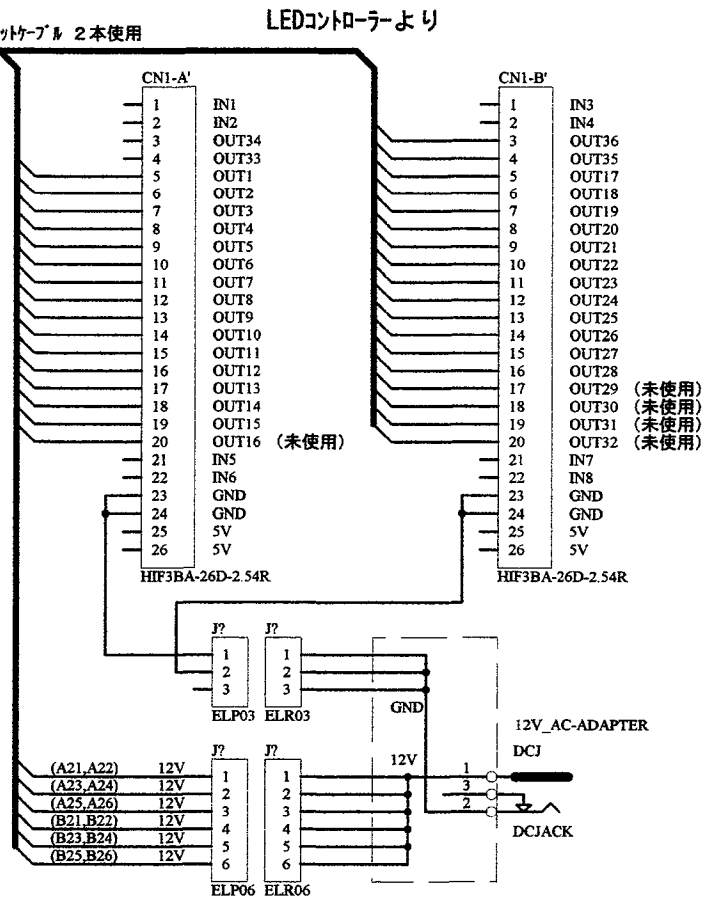 LEDコントローラーより
ットケーブル 2本使用
CN1-A'
1 IN1
2 IN2
3 OUT34
4 OUT33
5 OUT1
6 OUT2
7 OUT3
8 OUT4
9 OUT5
10 OUT6
11 OUT7
12 OUT8
13 OUT9
14 OUT10
15 OUT11
16 OUT12
17 OUT13
18 OUT14
19 OUT15
20 OUT16 (未使用)
21 IN5
22 IN6
23 GND
24 GND
25 5V
26 5V
HIF3BA-26D-2.54R
CN1-B'
1 IN3
2 IN4
3 OUT36
4 OUT35
5 OUT17
6 OUT18
7 OUT19
8 OUT20
9 OUT21
10 OUT22
11 OUT23
12 OUT24
13 OUT25
14 OUT26
15 OUT27
16 OUT28
17 OUT29 (未使用)
18 OUT30 (未使用)
19 OUT31 (未使用)
20 OUT32 (未使用)
21 IN7
22 IN8
23 GND
24 GND
25 5V
26 5V
HIF3BA-26D-2.54R
J? J?
1 1
2 2
3 3
ELP03 ELR03
GND
12V_AC-ADAPTER
DCJ
12V
1
3
2
DCJACK
J? J?
(A21,A22) 12V 1 1
(A23,A24) 12V 2 2
(A25,A26) 12V 3 3
(B21,B22) 12V 4 4
(B23,B24) 12V 5 5
(B25,B26) 12V 6 6
ELP06 ELR06